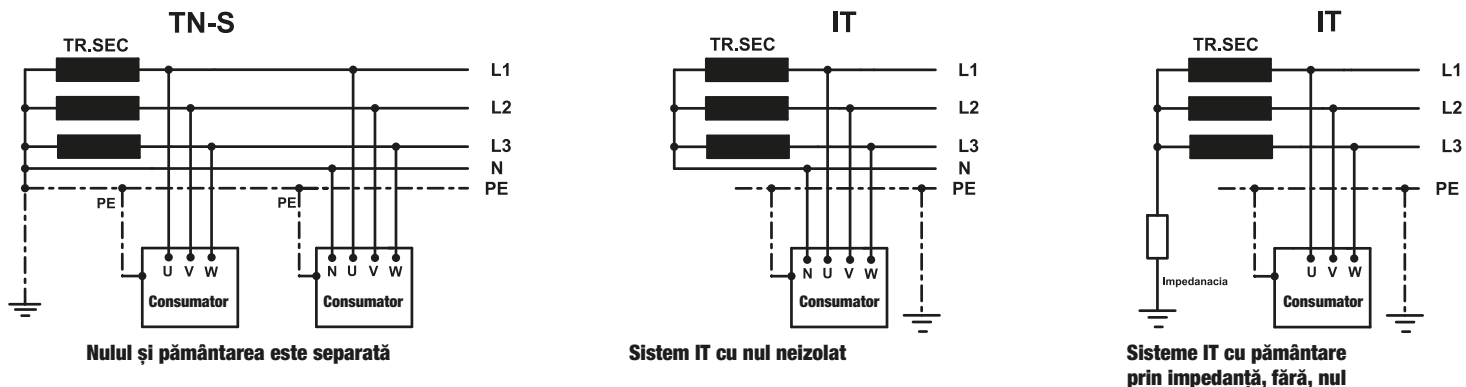 TN-S
TR.SEC
L1
L2
L3
N
PE
PE
PE
U V W
Consumator
N U V W
Consumator
Nulul și pământarea este separată
IT
TR.SEC
L1
L2
L3
N
PE
N U V W
Consumator
Sistem IT cu nul neizolat
IT
TR.SEC
L1
L2
L3
PE
Impedanacia
U V W
Consumator
Sisteme IT cu pământare
prin impedanță, fără, nul